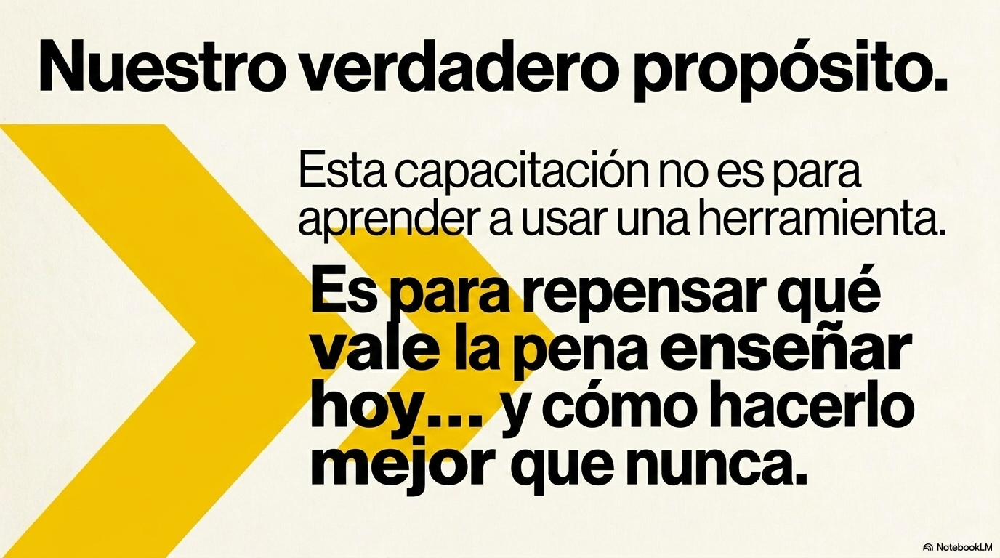 Nuestro verdadero propósito.
Esta capacitación no es para
aprender a usar una herramienta.
Es para repensar qué
vale la pena enseñar
hoy... y cómo hacerlo
mejor que nunca.
NotebookLM